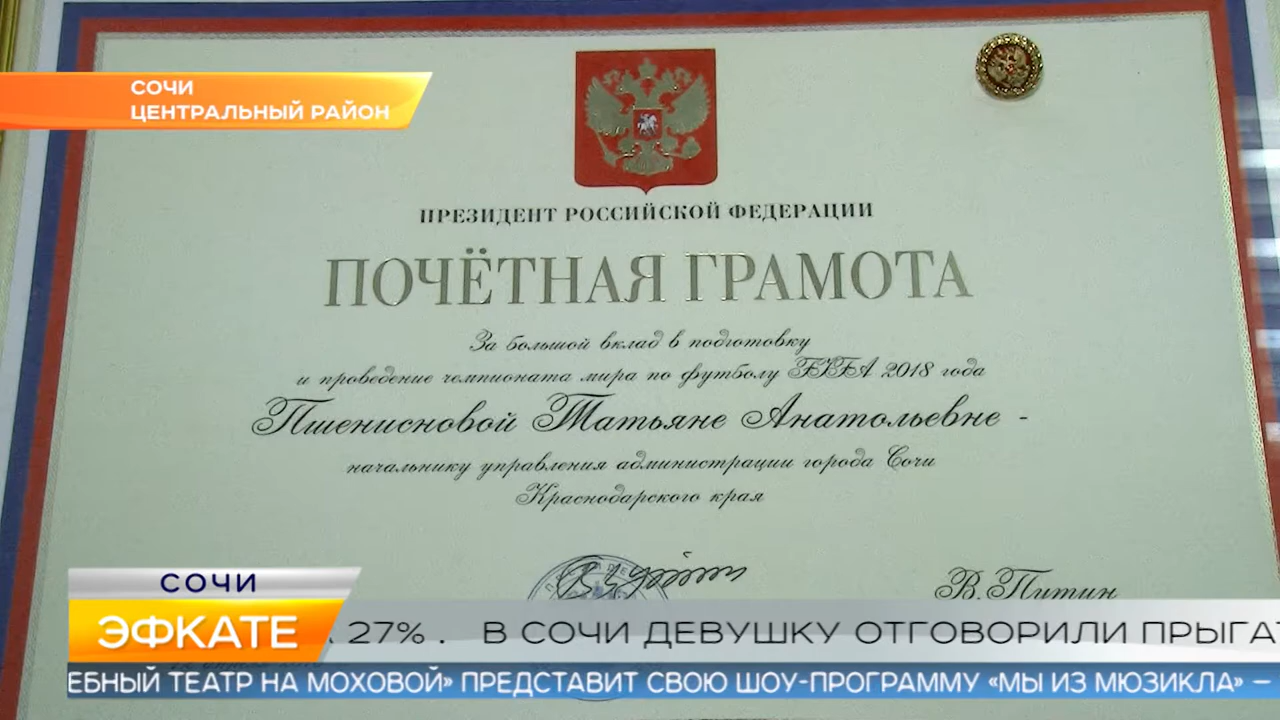 СОЧИ
ЦЕНТРАЛЬНЫЙ РАЙОН
ПРЕЗИДЕНТ РОССИЙСКОЙ ФЕДЕРАЦИИ
ПОЧЁТНАЯ ГРАМОТА
За большой вклад в подготовку
и проведение чемпионата мира по футболу FIFA 2018 года
Пшенисновой Татьяне Анатольевне -
начальнику управления администрации города Сочи
Краснодарского края
В.Путин
СОЧИ
ЭФКАТЕ
27% . В СОЧИ ДЕВУШКУ ОТГОВОРИЛИ ПРЫГАТ
ЕБНЫЙ ТЕАТР НА МОХОВОЙ» ПРЕДСТАВИТ СВОЮ ШОУ-ПРОГРАММУ «МЫ ИЗ МЮЗИКЛА» –